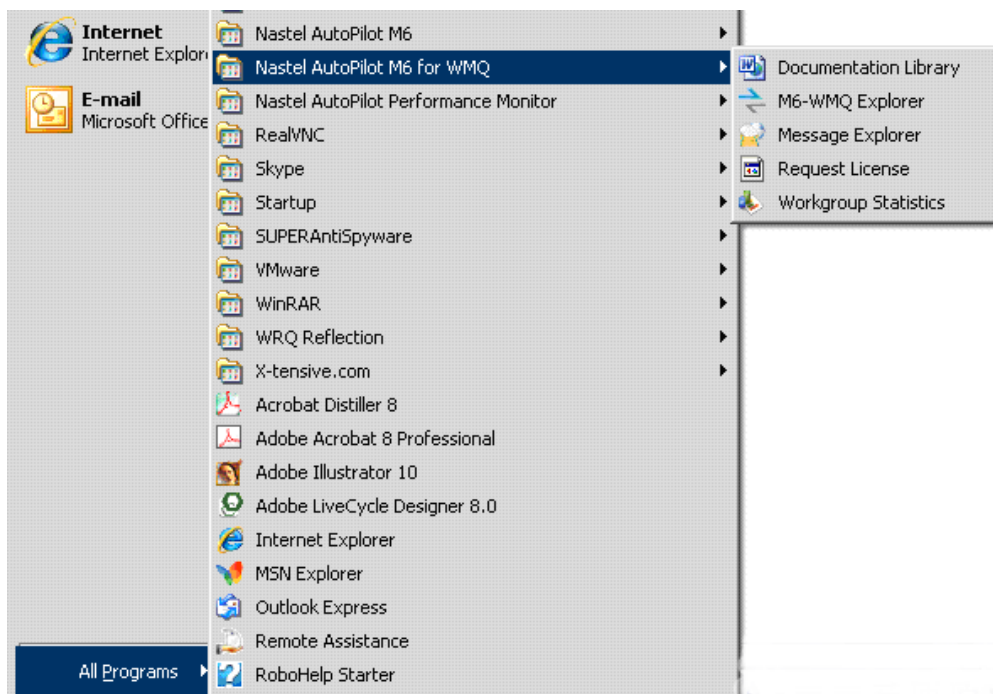 Internet
Internet Explor
E-mail
Microsoft Office
All Programs
Nastel AutoPilot M6
Nastel AutoPilot M6 for WMQ
Nastel AutoPilot Performance Monitor
RealVNC
Skype
Startup
SUPERAntiSpyware
VMware
WinRAR
WRQ Reflection
X-tensive.com
Acrobat Distiller 8
Adobe Acrobat 8 Professional
Adobe Illustrator 10
Adobe LiveCycle Designer 8.0
Internet Explorer
MSN Explorer
Outlook Express
Remote Assistance
RoboHelp Starter
Documentation Library
M6-WMQ Explorer
Message Explorer
Request License
Workgroup Statistics